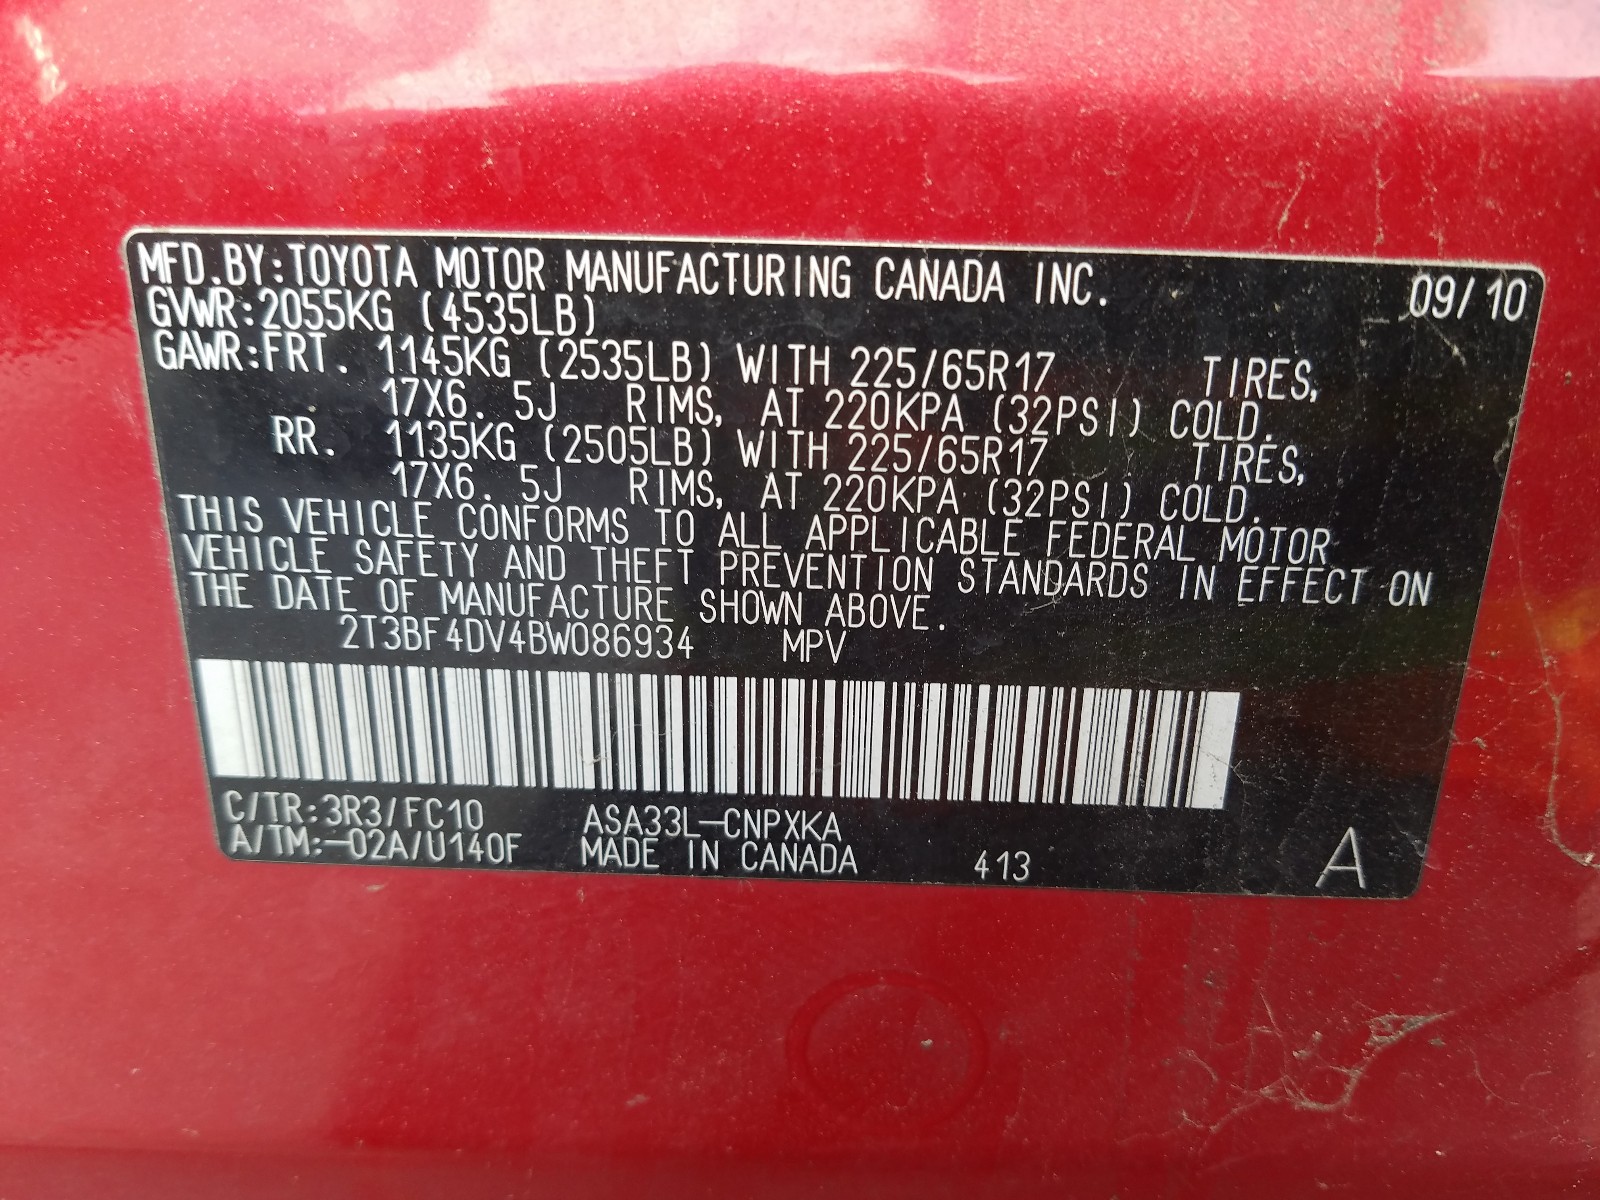 MFD.BY:TOYOTA MOTOR MANUFACTURING CANADA INC. 09/10
GVWR:2055KG (4535LB)
GAWR:FRT. 1145KG (2535LB) WITH 225/65R17 TIRES,
17X6.5J RIMS, AT 220KPA (32PSI) COLD.
RR. 1135KG (2505LB) WITH 225/65R17 TIRES,
17X6.5J RIMS, AT 220KPA (32PSI) COLD.
THIS VEHICLE CONFORMS TO ALL APPLICABLE FEDERAL MOTOR
VEHICLE SAFETY AND THEFT PREVENTION STANDARDS IN EFFECT ON
THE DATE OF MANUFACTURE SHOWN ABOVE.
2T3BF4DV4BW086934 MPV
C/TR:3R3/FC10 ASA33L-CNPXKA
A/TM:-02A/U140F MADE IN CANADA 413 A